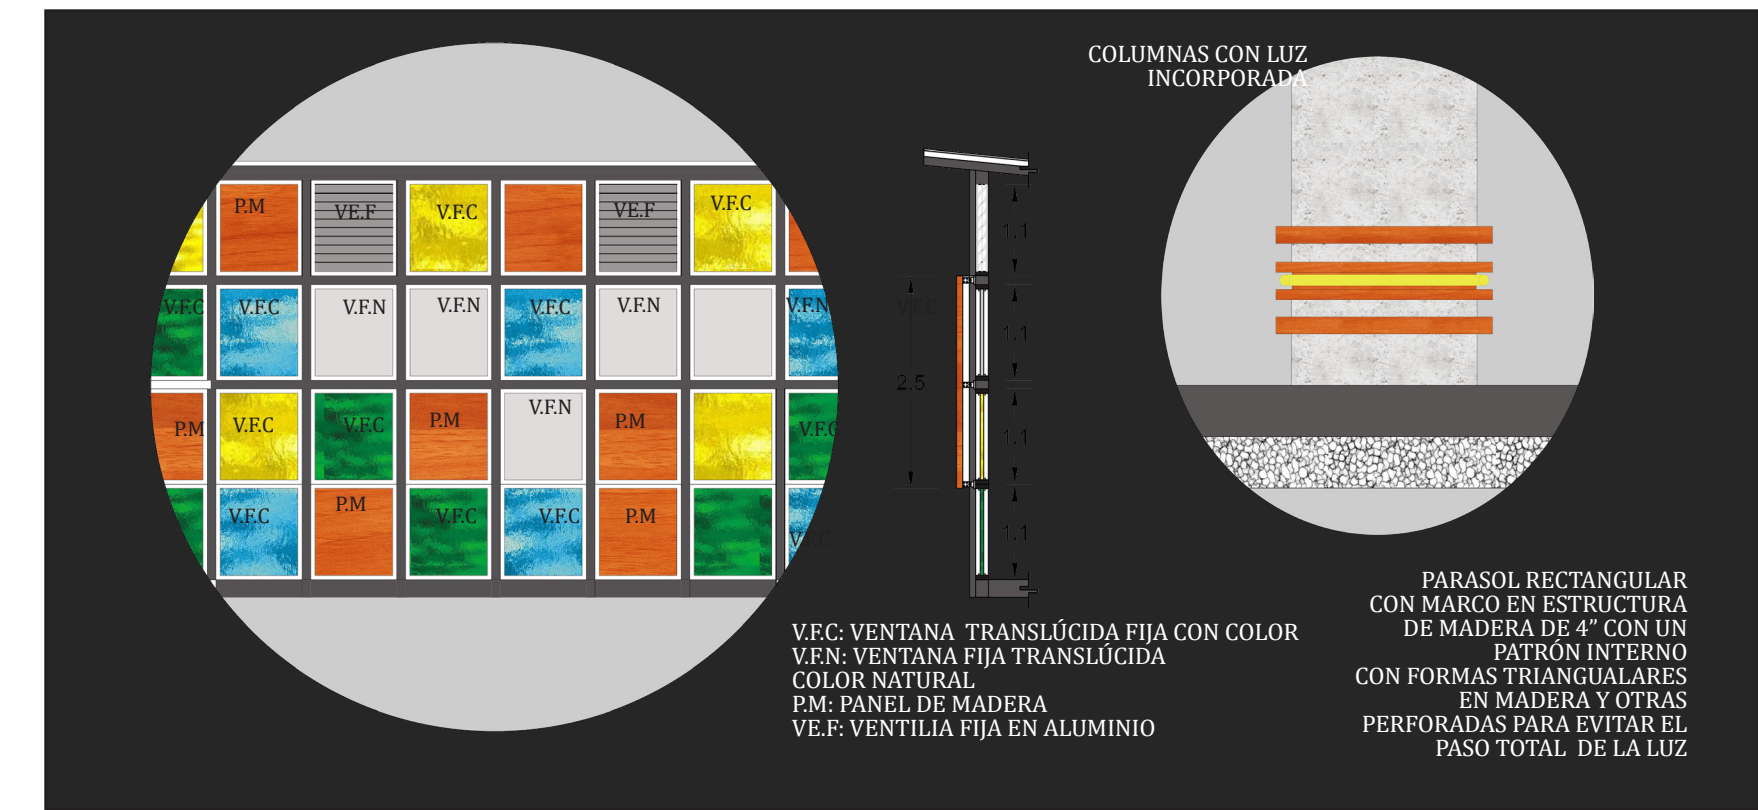 COLUMNAS CON LUZ
INCORPORADA
P.M
VE.F
V.F.C
VE.F
V.F.C
V.F.C
V.F.C
V.F.N
V.F.N
V.F.C
V.F.N
V.F.N
P.M
V.F.C
V.F.C
P.M
V.F.N
P.M
V.F.C
V.F.C
P.M
V.F.C
V.F.C
P.M
V.F.C
V.F.C
2.5
1.1
1.1
1.1
1.1
V.F.C: VENTANA TRANSLÚCIDA FIJA CON COLOR
V.F.N: VENTANA FIJA TRANSLÚCIDA
COLOR NATURAL
P.M: PANEL DE MADERA
VE.F: VENTILIA FIJA EN ALUMINIO
PARASOL RECTANGULAR
CON MARCO EN ESTRUCTURA
DE MADERA DE 4” CON UN
PATRÓN INTERNO
CON FORMAS TRIANGUALARES
EN MADERA Y OTRAS
PERFORADAS PARA EVITAR EL
PASO TOTAL DE LA LUZ